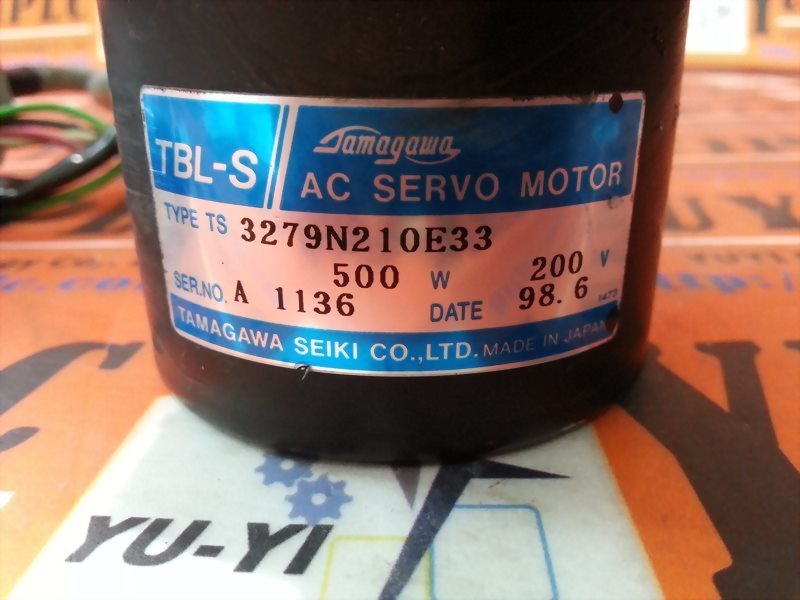 TBL-S
Tamagawa
AC SERVO MOTOR
TYPE TS 3279N210E33
500 W 200 V
SER.NO. A 1136 DATE 98.6
TAMAGAWA SEIKI CO.,LTD. MADE IN JAPAN
YU-YI